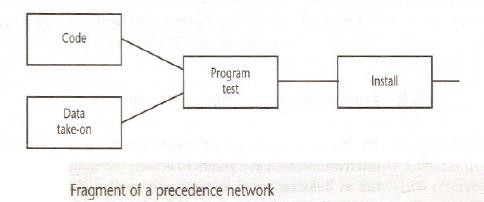 Code
Program
test
Install
Data
take-on
Fragment of a precedence network